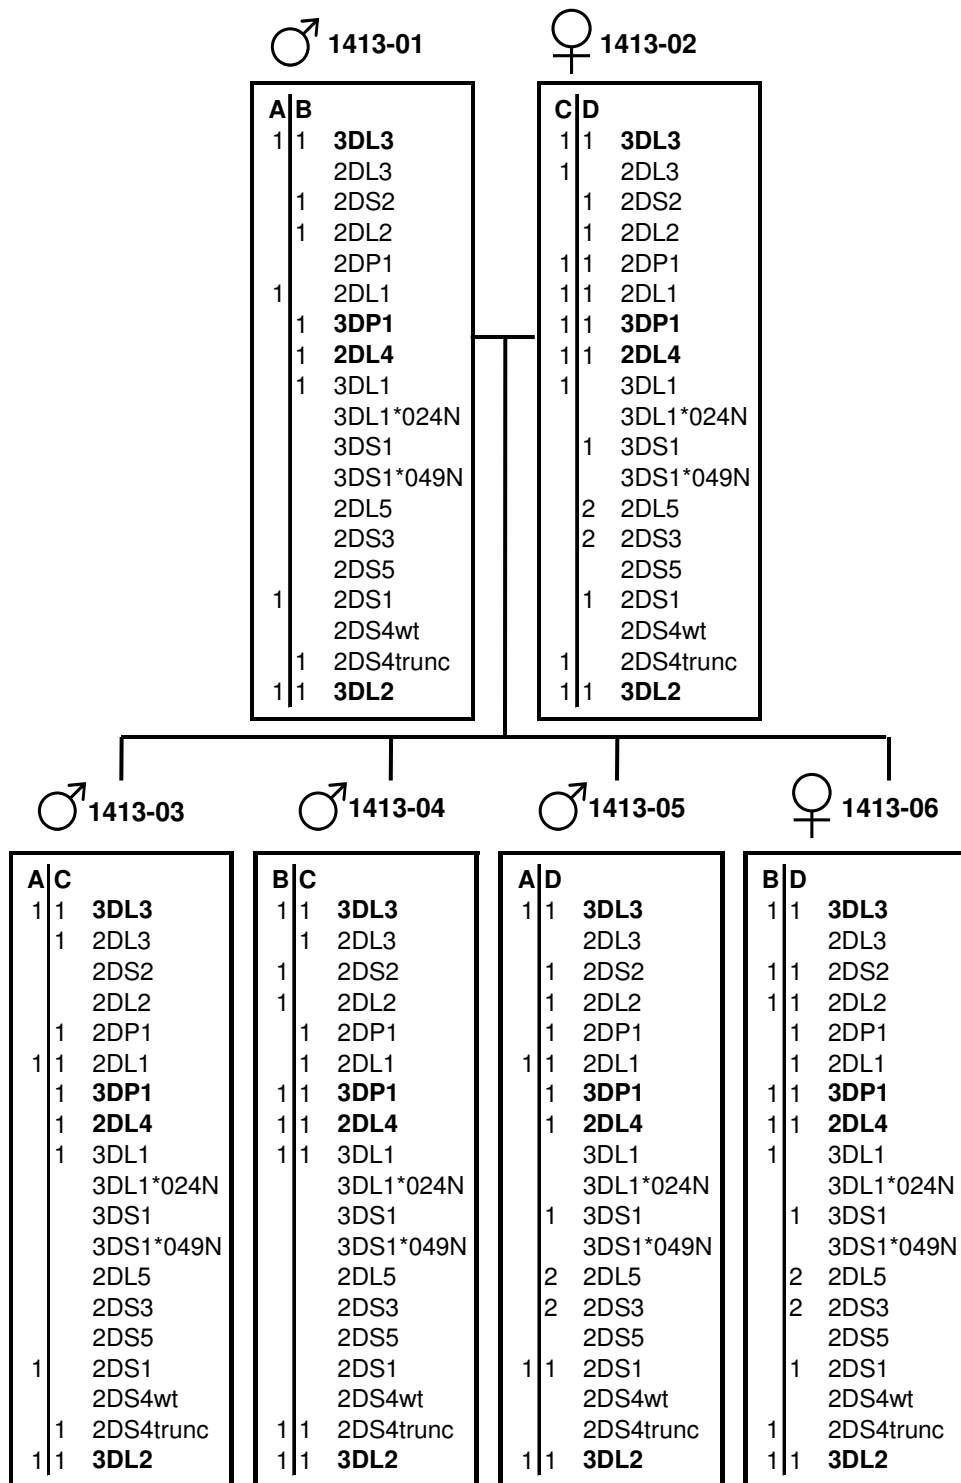 1413-01
A B
1 1 3DL3
2DL3
1 2DS2
1 2DL2
2DP1
1 2DL1
1 3DP1
1 2DL4
1 3DL1
3DL1*024N
3DS1
3DS1*049N
2DL5
2DS3
2DS5
1 2DS1
2DS4wt
1 2DS4trunc
1 1 3DL2
1413-02
C D
1 1 3DL3
1 2DL3
1 2DS2
1 2DL2
1 1 2DP1
1 1 2DL1
1 1 3DP1
1 1 2DL4
1 3DL1
3DL1*024N
1 3DS1
3DS1*049N
2 2DL5
2 2DS3
2DS5
1 2DS1
2DS4wt
1 2DS4trunc
1 1 3DL2
1413-03
A C
1 1 3DL3
1 2DL3
2DS2
2DL2
1 2DP1
1 1 2DL1
1 3DP1
1 2DL4
1 3DL1
3DL1*024N
3DS1
3DS1*049N
2DL5
2DS3
2DS5
1 2DS1
2DS4wt
1 2DS4trunc
1 1 3DL2
1413-04
B C
1 1 3DL3
1 2DL3
1 2DS2
1 2DL2
1 2DP1
1 2DL1
1 1 3DP1
1 1 2DL4
1 1 3DL1
3DL1*024N
3DS1
3DS1*049N
2DL5
2DS3
2DS5
2DS1
2DS4wt
1 1 2DS4trunc
1 1 3DL2
1413-05
A D
1 1 3DL3
2DL3
1 2DS2
1 2DL2
1 2DP1
1 1 2DL1
1 3DP1
1 2DL4
3DL1
3DL1*024N
1 3DS1
3DS1*049N
2 2DL5
2 2DS3
2DS5
1 1 2DS1
2DS4wt
2DS4trunc
1 1 3DL2
1413-06
B D
1 1 3DL3
2DL3
1 1 2DS2
1 1 2DL2
1 2DP1
1 2DL1
1 1 3DP1
1 1 2DL4
1 3DL1
3DL1*024N
1 3DS1
3DS1*049N
2 2DL5
2 2DS3
2DS5
1 2DS1
2DS4wt
1 2DS4trunc
1 1 3DL2